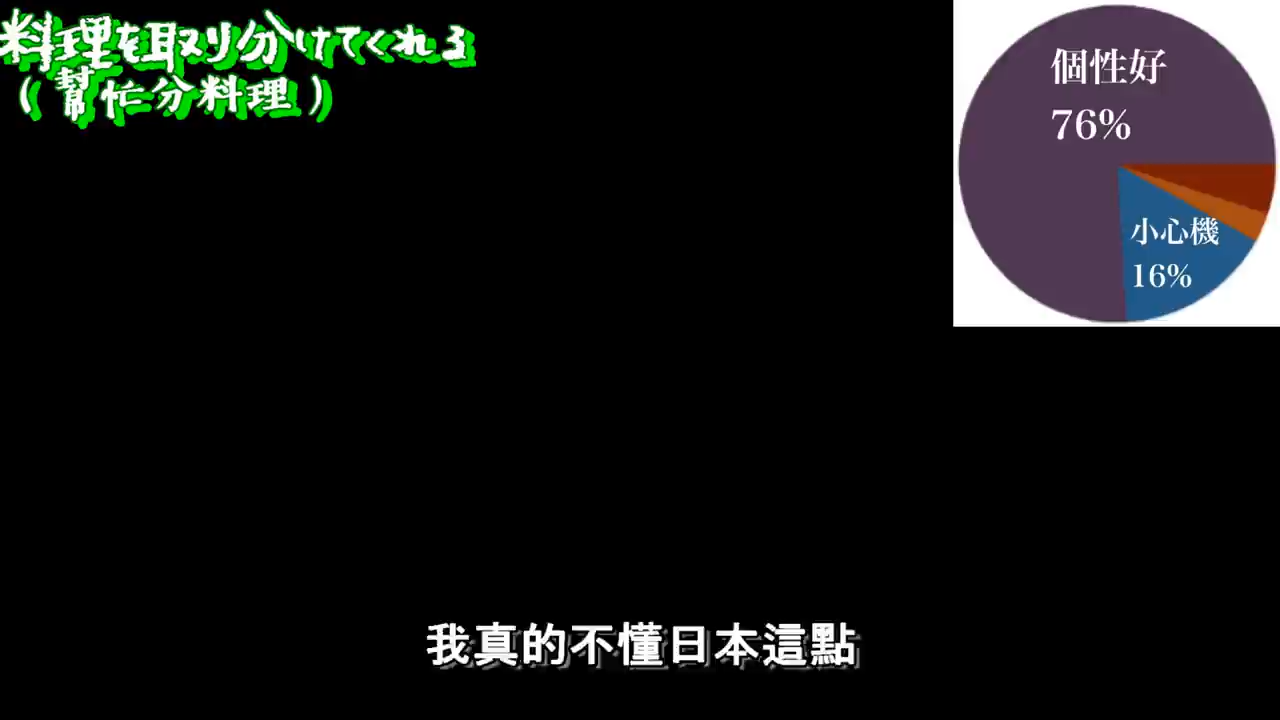 料理を取り分けてくれる
（幫忙分料理）
個性好
76%
小心機
16%
我真的不懂日本這點